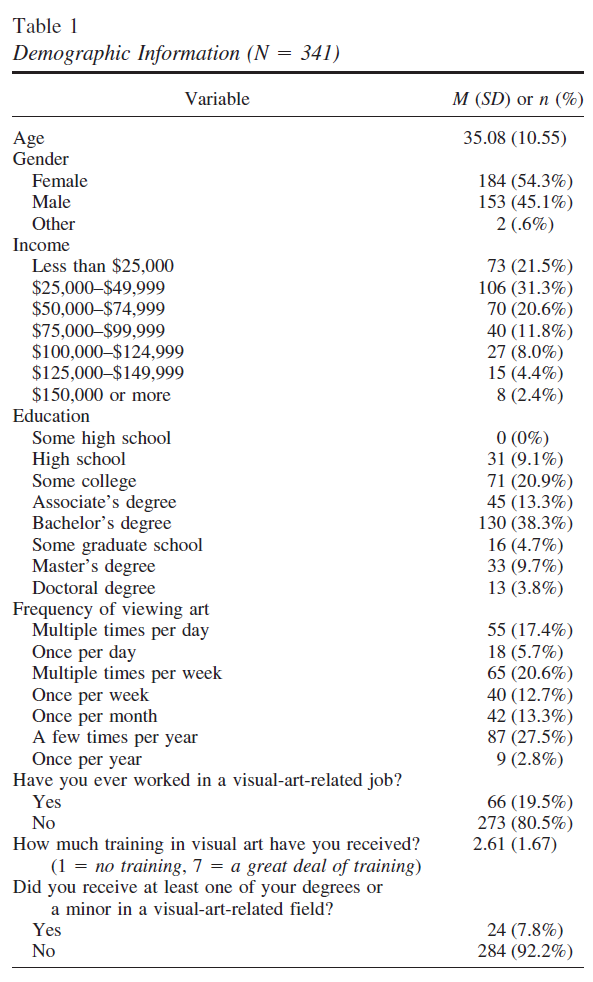 Table 1
Demographic Information (N = 341)
Variable M (SD) or n (%)
Age 35.08 (10.55)
Gender
Female 184 (54.3%)
Male 153 (45.1%)
Other 2 (.6%)
Income
Less than $25,000 73 (21.5%)
$25,000–$49,999 106 (31.3%)
$50,000–$74,999 70 (20.6%)
$75,000–$99,999 40 (11.8%)
$100,000–$124,999 27 (8.0%)
$125,000–$149,999 15 (4.4%)
$150,000 or more 8 (2.4%)
Education
Some high school 0 (0%)
High school 31 (9.1%)
Some college 71 (20.9%)
Associate’s degree 45 (13.3%)
Bachelor’s degree 130 (38.3%)
Some graduate school 16 (4.7%)
Master’s degree 33 (9.7%)
Doctoral degree 13 (3.8%)
Frequency of viewing art
Multiple times per day 55 (17.4%)
Once per day 18 (5.7%)
Multiple times per week 65 (20.6%)
Once per week 40 (12.7%)
Once per month 42 (13.3%)
A few times per year 87 (27.5%)
Once per year 9 (2.8%)
Have you ever worked in a visual-art-related job?
Yes 66 (19.5%)
No 273 (80.5%)
How much training in visual art have you received? 2.61 (1.67)
(1 = no training, 7 = a great deal of training)
Did you receive at least one of your degrees or
a minor in a visual-art-related field?
Yes 24 (7.8%)
No 284 (92.2%)